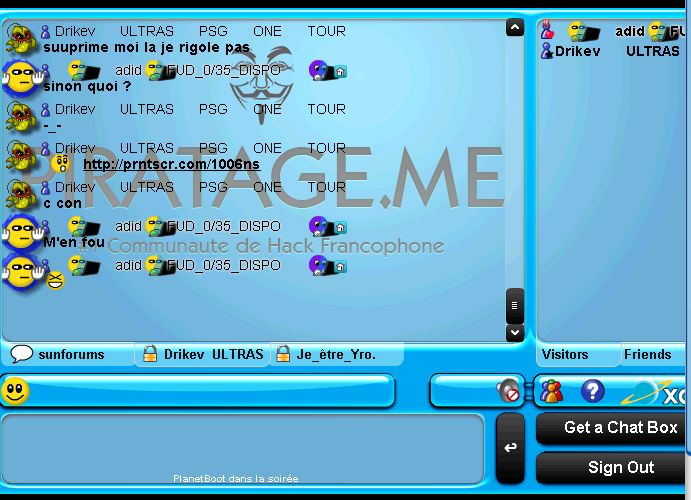 Drikev ULTRAS PSG ONE TOUR
suuprime moi la je rigole pas
adid FUD_0/35_DISPO
sinon quoi ?
Drikev ULTRAS PSG ONE TOUR
-_-
Drikev ULTRAS PSG ONE TOUR
http://prntscr.com/1006ns
Drikev ULTRAS PSG ONE TOUR
c con
adid FUD_0/35_DISPO
M'en fou
adid FUD_0/35_DISPO
PIRATAGE.ME
Communaute de Hack Francophone
adid FU
Drikev ULTRAS
sunforums
Drikev ULTRAS
Je_ètre_Yro.
Visitors
Friends
xc
PlanetBoot dans la soirée
Get a Chat Box
Sign Out